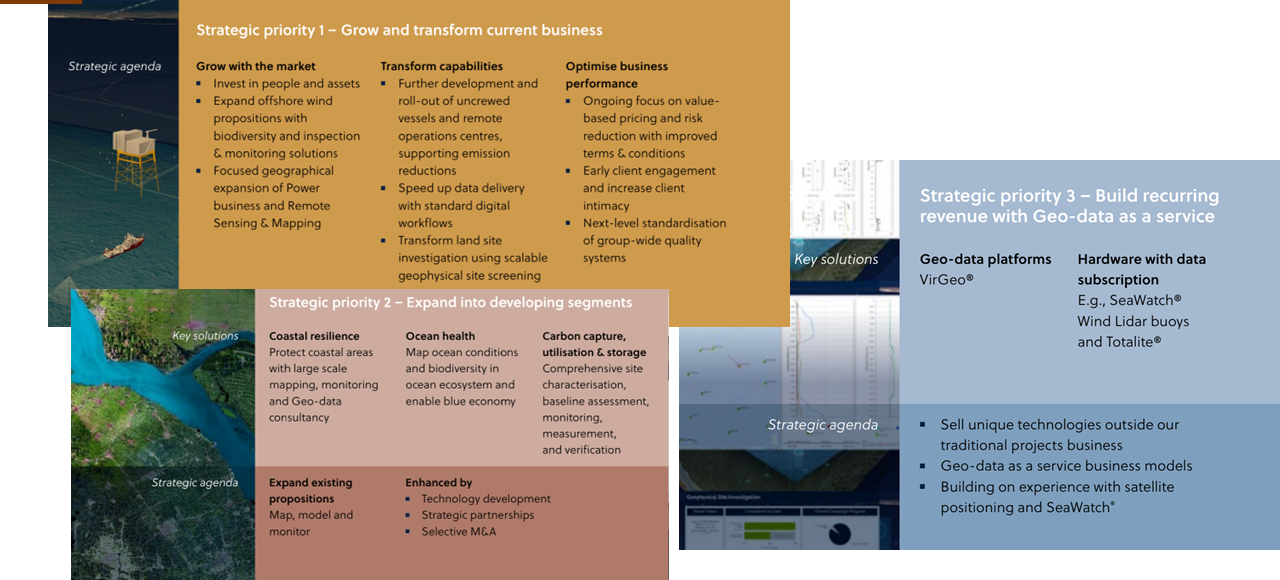 Strategic priority 1 – Grow and transform current business
Strategic agenda
Grow with the market
▪ Invest in people and assets
▪ Expand offshore wind
propositions with
biodiversity and inspection
& monitoring solutions
▪ Focused geographical
expansion of Power
business and Remote
Sensing & Mapping
Transform capabilities
▪ Further development and
roll-out of uncrewed
vessels and remote
operations centres,
supporting emission
reductions
▪ Speed up data delivery
with standard digital
workflows
▪ Transform land site
investigation using scalable
geophysical site screening
Optimise business
performance
▪ Ongoing focus on value-
based pricing and risk
reduction with improved
terms & conditions
▪ Early client engagement
and increase client
intimacy
▪ Next-level standardisation
of group-wide quality
systems
Strategic priority 2 – Expand into developing segments
Key solutions
Coastal resilience
Protect coastal areas
with large scale
mapping, monitoring
and Geo-data
consultancy
Ocean health
Map ocean conditions
and biodiversity in
ocean ecosystem and
enable blue economy
Carbon capture,
utilisation & storage
Comprehensive site
characterisation,
baseline assessment,
monitoring,
measurement,
and verification
Strategic agenda
Expand existing
propositions
Map, model and
monitor
Enhanced by
▪ Technology development
▪ Strategic partnerships
▪ Selective M&A
Strategic priority 3 – Build recurring
revenue with Geo-data as a service
Key solutions
Geo-data platforms
VirGeo®
Hardware with data
subscription
E.g., SeaWatch®
Wind Lidar buoys
and Totalite®
Strategic agenda
▪ Sell unique technologies outside our
traditional projects business
▪ Geo-data as a service business models
▪ Building on experience with satellite
positioning and SeaWatch®
Geophysical Site Investigation